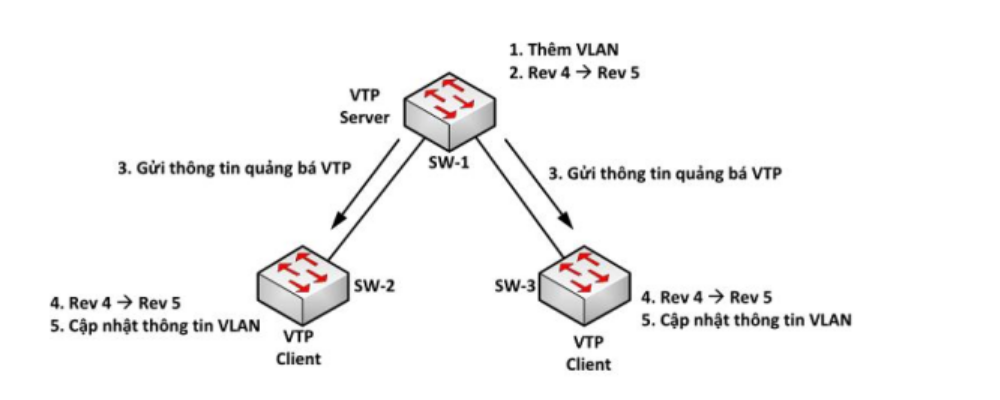 1. Thêm VLAN
2. Rev 4 → Rev 5
VTP
Server
SW-1
3. Gửi thông tin quảng bá VTP
3. Gửi thông tin quảng bá VTP
SW-2
SW-3
4. Rev 4 → Rev 5
5. Cập nhật thông tin VLAN
VTP
Client
4. Rev 4 → Rev 5
5. Cập nhật thông tin VLAN
VTP
Client